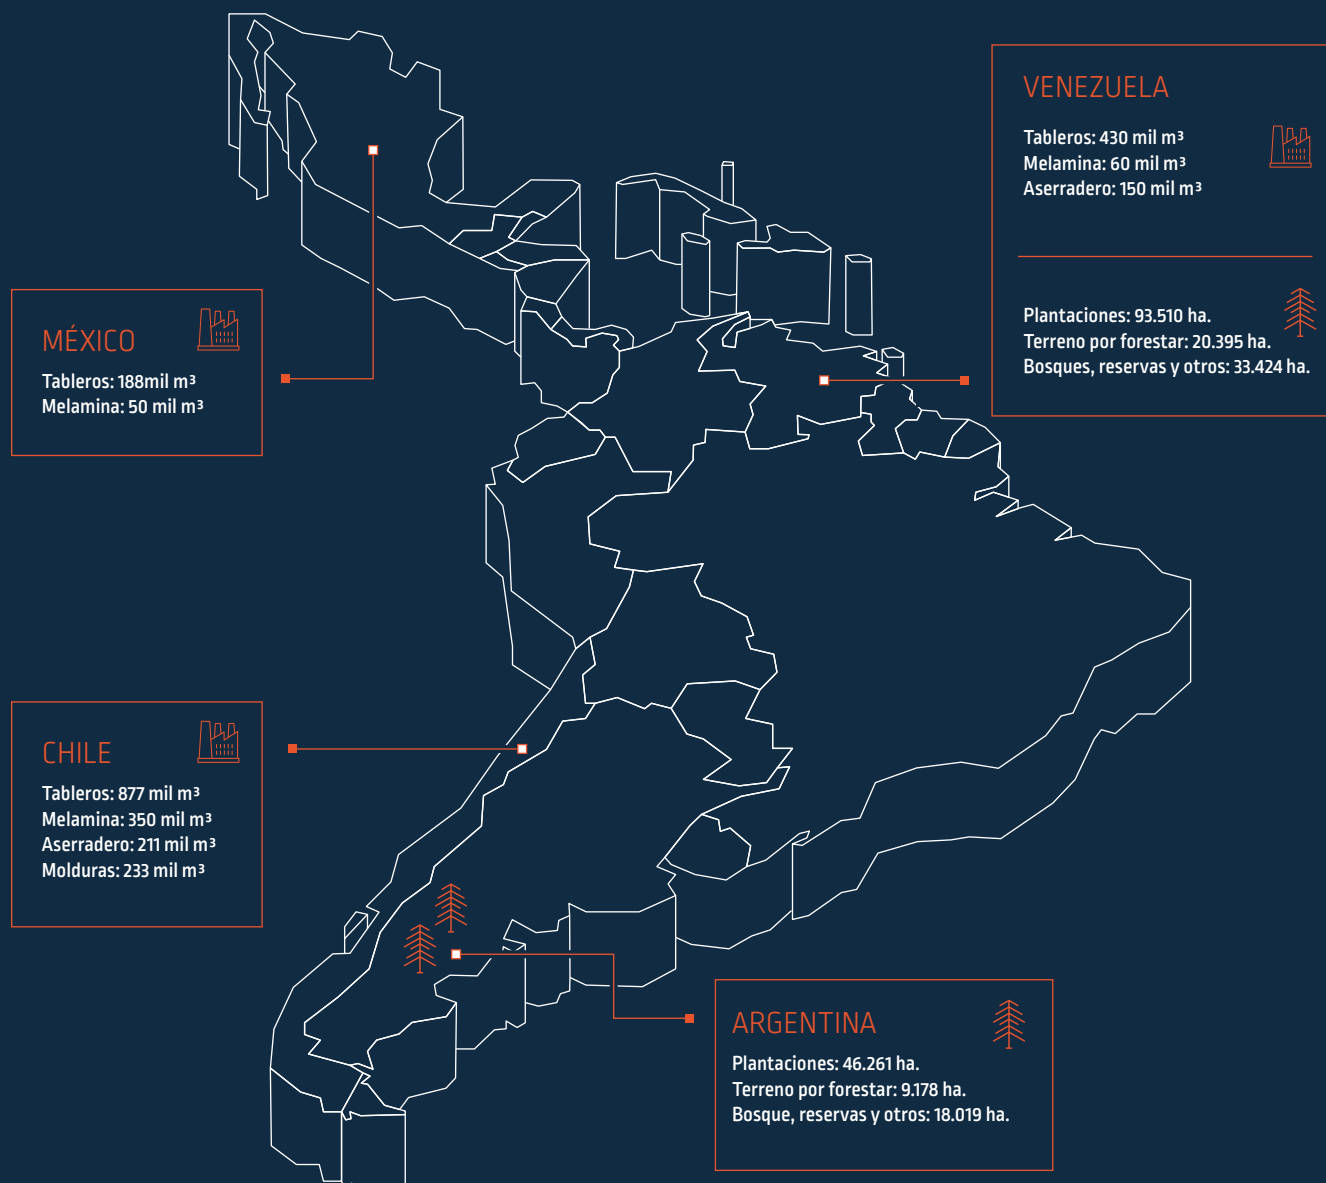 VENEZUELA
Tableros: 430 mil m³
Melamina: 60 mil m³
Aserradero: 150 mil m³
Plantaciones: 93.510 ha.
Terreno por forestar: 20.395 ha.
Bosques, reservas y otros: 33.424 ha.
MÉXICO
Tableros: 188mil m³
Melamina: 50 mil m³
CHILE
Tableros: 877 mil m³
Melamina: 350 mil m³
Aserradero: 211 mil m³
Molduras: 233 mil m³
ARGENTINA
Plantaciones: 46.261 ha.
Terreno por forestar: 9.178 ha.
Bosque, reservas y otros: 18.019 ha.